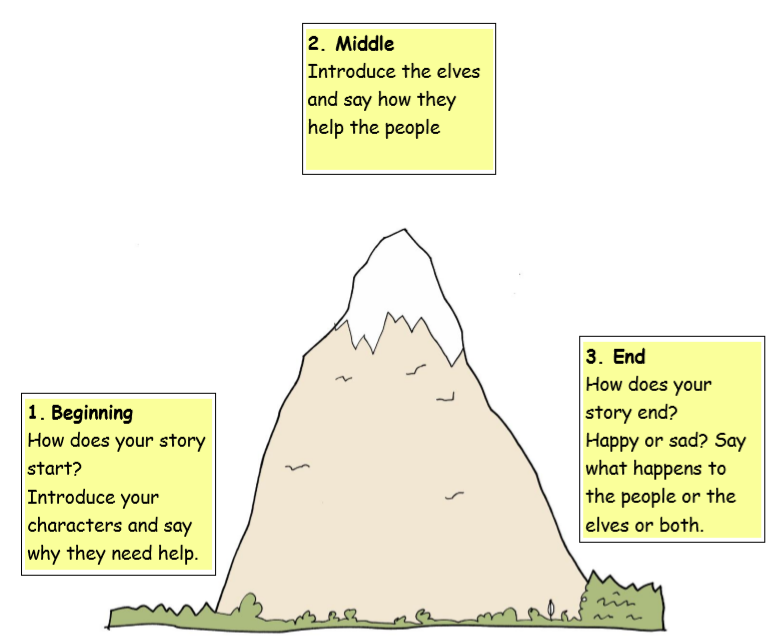 2. Middle
Introduce the elves
and say how they
help the people
1. Beginning
How does your story
start?
Introduce your
characters and say
why they need help.
3. End
How does your
story end?
Happy or sad? Say
what happens to
the people or the
elves or both.